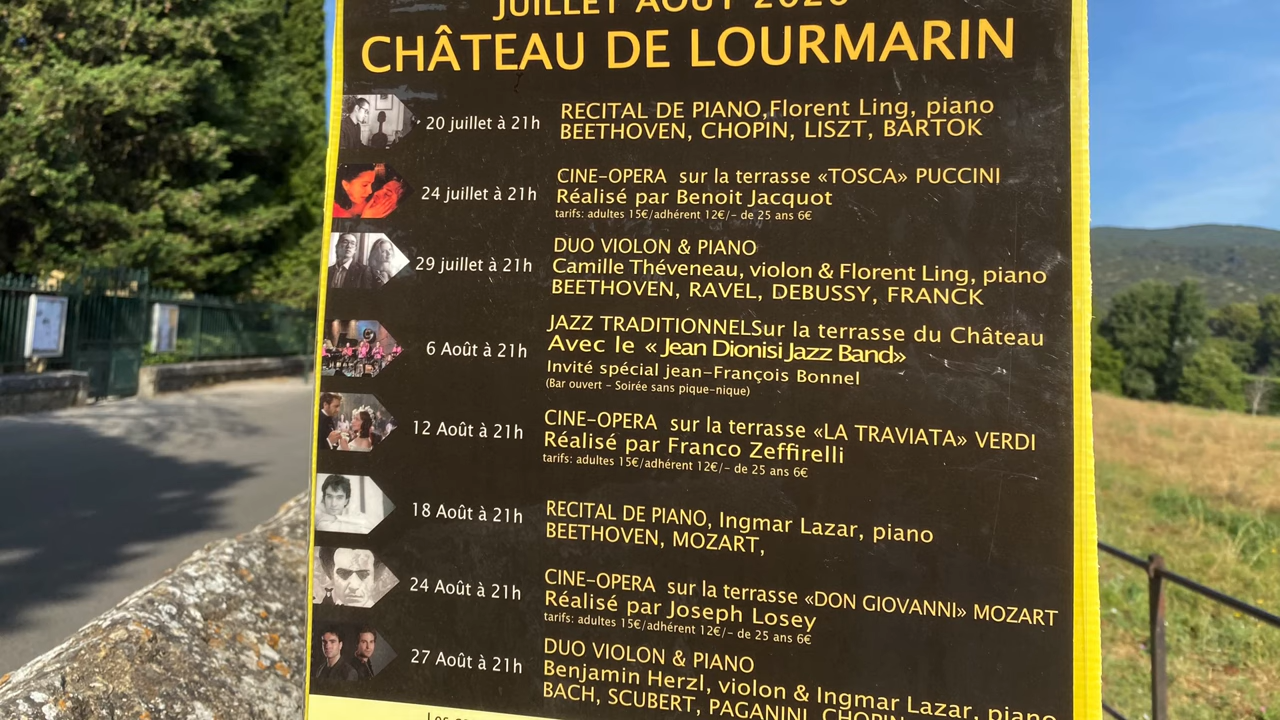 JUILLET AOÛT 2020
CHÂTEAU DE LOURMARIN
20 juillet à 21h
RECITAL DE PIANO,Florent Ling, piano
BEETHOVEN, CHOPIN, LISZT, BARTOK
24 juillet à 21h
CINE-OPERA sur la terrasse «TOSCA» PUCCINI
Réalisé par Benoit Jacquot
tarifs: adultes 15€/adhérent 12€/- de 25 ans 6€
29 juillet à 21h
DUO VIOLON & PIANO
Camille Théveneau, violon & Florent Ling, piano
BEETHOVEN, RAVEL, DEBUSSY, FRANCK
6 Août à 21h
JAZZ TRADITIONNELSur la terrasse du Château
Avec le « Jean Dionisi Jazz Band»
Invité spécial jean-François Bonnel
(Bar ouvert - Soirée sans pique-nique)
12 Août à 21h
CINE-OPERA sur la terrasse «LA TRAVIATA» VERDI
Réalisé par Franco Zeffirelli
tarifs: adultes 15€/adhérent 12€/- de 25 ans 6€
18 Août à 21h
RECITAL DE PIANO, Ingmar Lazar, piano
BEETHOVEN, MOZART,
24 Août à 21h
CINE-OPERA sur la terrasse «DON GIOVANNI» MOZART
Réalisé par Joseph Losey
tarifs: adultes 15€/adhérent 12€/- de 25 ans 6€
27 Août à 21h
DUO VIOLON & PIANO
Benjamin Herzl, violon & Ingmar Lazar, piano
BACH, SCUBERT, PAGANINI, CHOPIN